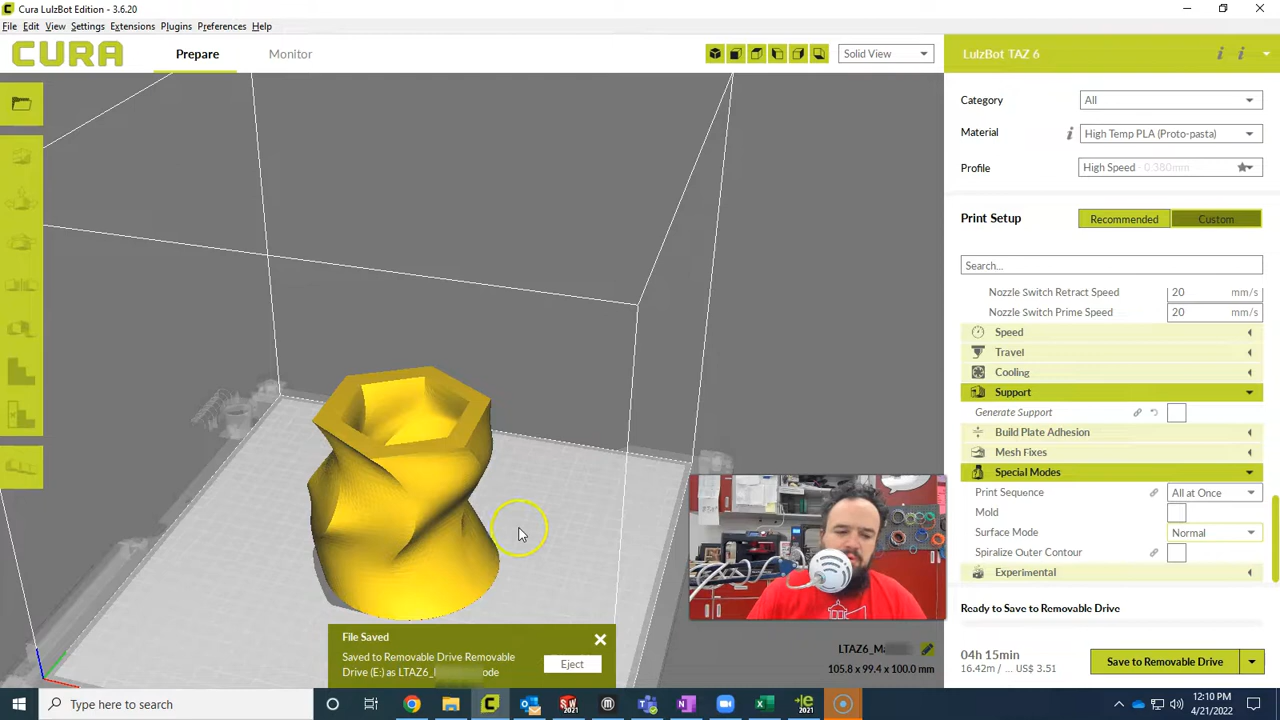 Cura LulzBot Edition - 3.6.20
File Edit View Settings Extensions Plugins Preferences Help
CURA
Prepare
Monitor
Solid View
LulzBot TAZ 6
Category
All
Material
High Temp PLA (Proto-pasta)
Profile
High Speed - 0.380mm
Print Setup
Recommended
Custom
Search...
Nozzle Switch Retract Speed
20 mm/s
Nozzle Switch Prime Speed
20 mm/s
Speed
Travel
Cooling
Support
Generate Support
Build Plate Adhesion
Mesh Fixes
Special Modes
Print Sequence
All at Once
Mold
Surface Mode
Normal
Spiralize Outer Contour
Experimental
Ready to Save to Removable Drive
File Saved
Saved to Removable Drive Removable
Drive (E:) as LTAZ6_
Eject
LTAZ6_M
105.8 x 99.4 x 100.0 mm
04h 15min
16.42m / ... US$ 3.51
Save to Removable Drive
Type here to search
12:10 PM
4/21/2022